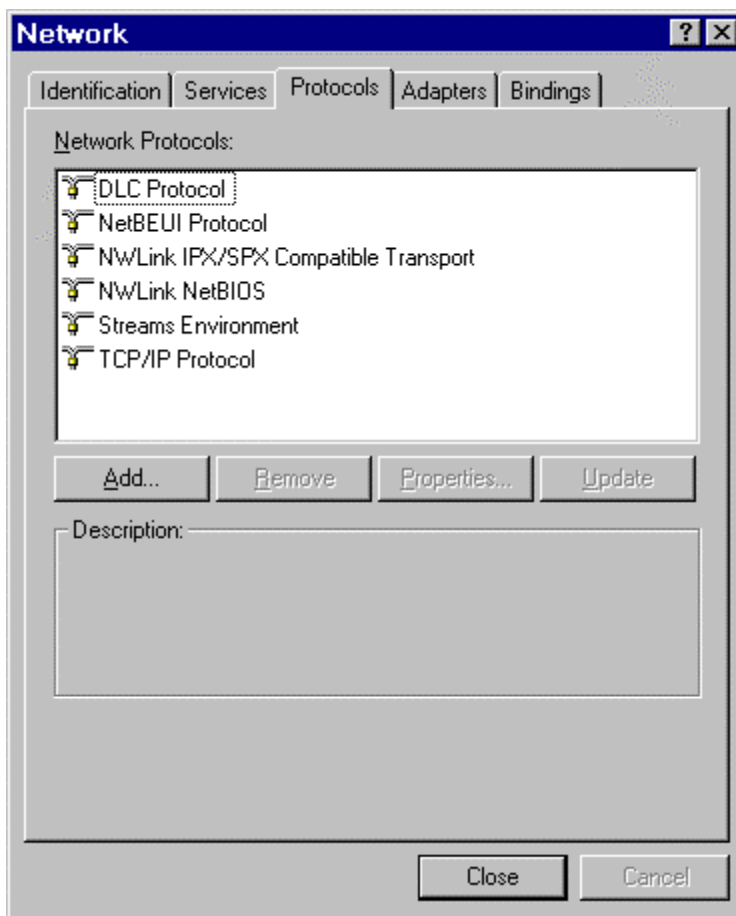 Network
Identification Services Protocols Adapters Bindings
Network Protocols:
DLC Protocol
NetBEUI Protocol
NWLink IPX/SPX Compatible Transport
NWLink NetBIOS
Streams Environment
TCP/IP Protocol
Add... Remove Properties... Update
Description:
Close Cancel